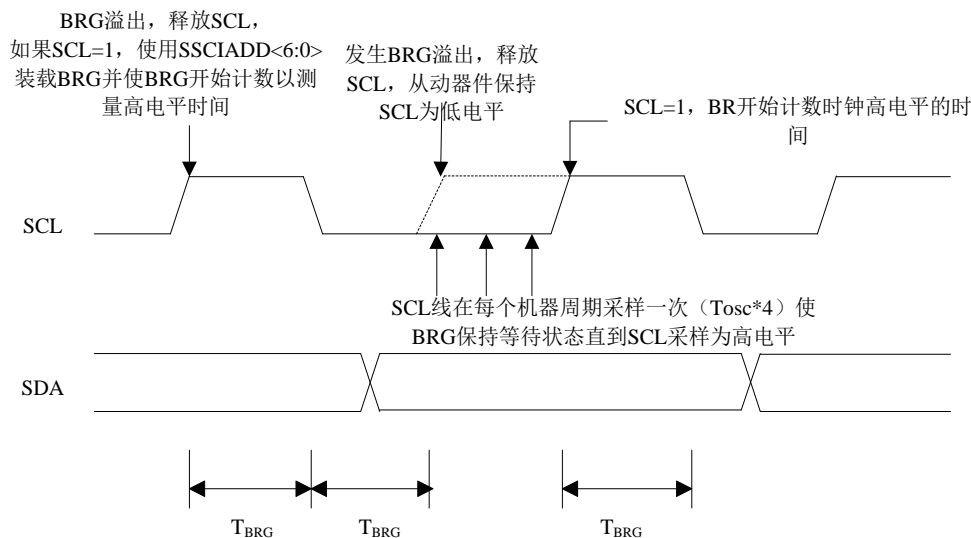 BRG溢出，释放SCL，
如果SCL=1，使用SSCIADD<6:0>
装载BRG并使BRG开始计数以测
量高电平时间
发生BRG溢出，释放
SCL，从动器件保持
SCL为低电平
SCL=1，BR开始计数时钟高电平的时
间
SCL
SCL线在每个机器周期采样一次（Tosc*4）使
BRG保持等待状态直到SCL采样为高电平
SDA
TBRG
TBRG
TBRG